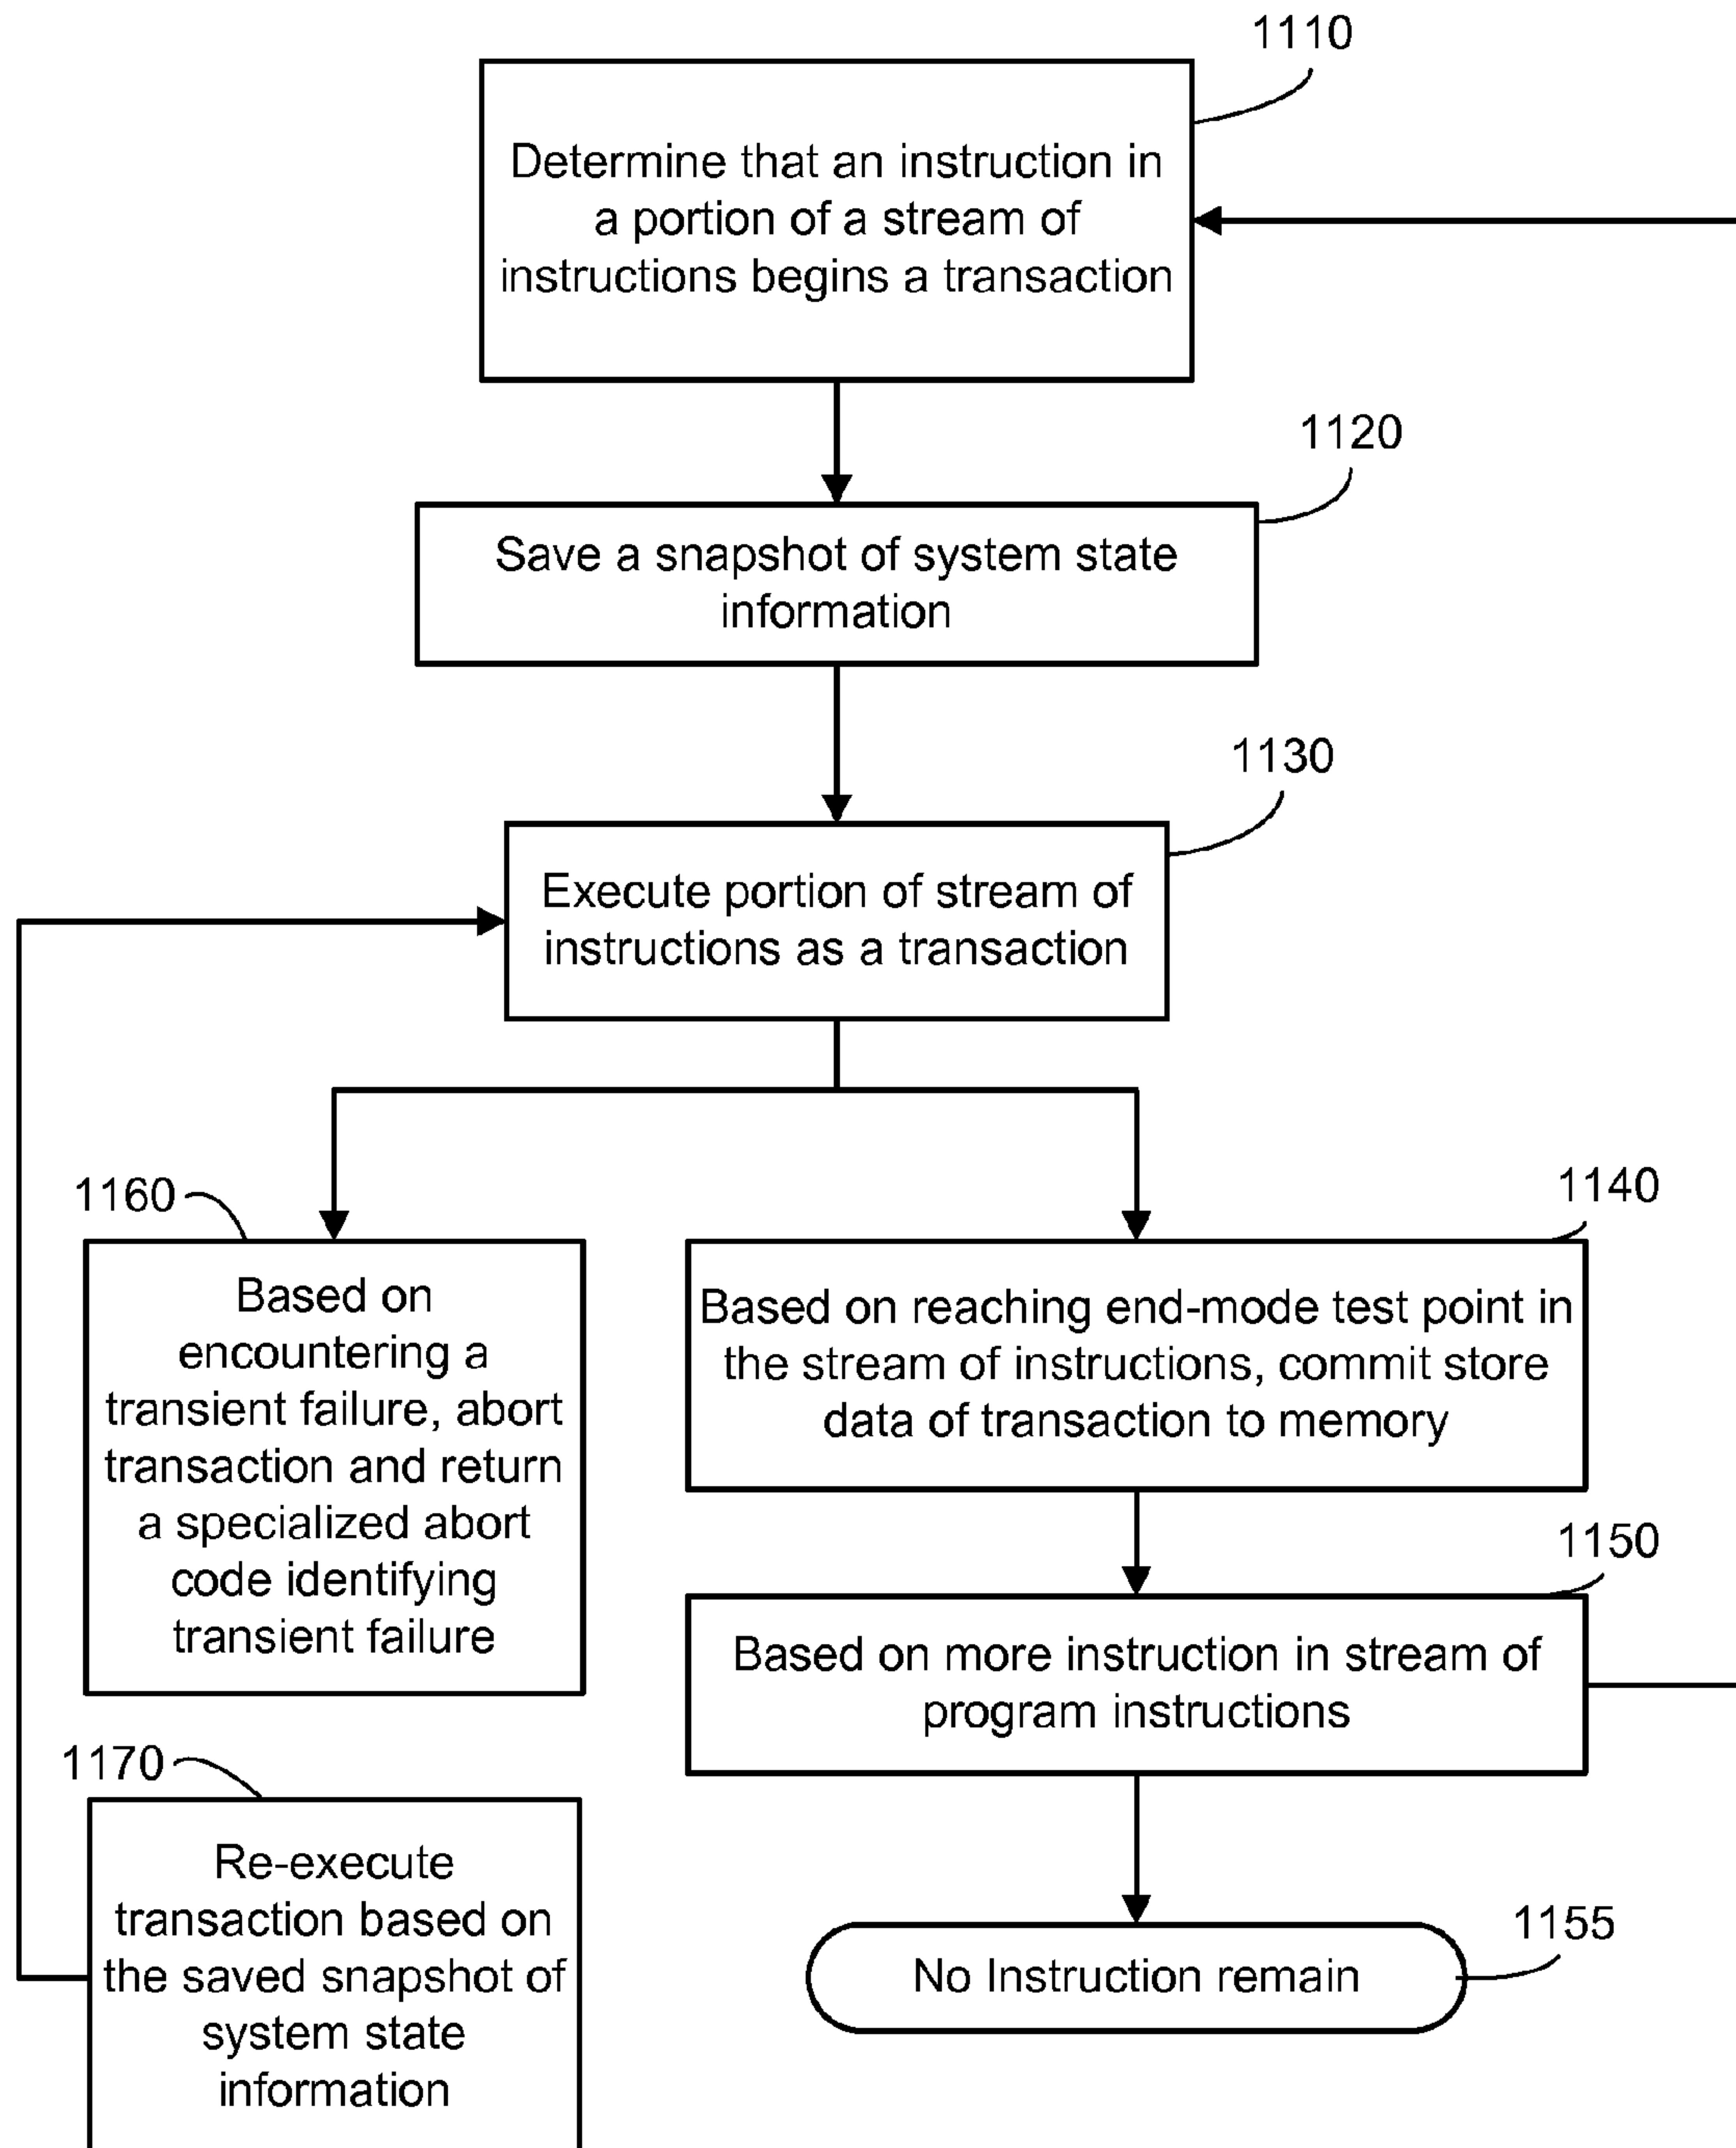 1110
Determine that an instruction in
a portion of a stream of
instructions begins a transaction
1120
Save a snapshot of system state
information
1130
Execute portion of stream of
instructions as a transaction
1160
Based on
encountering a
transient failure, abort
transaction and return
a specialized abort
code identifying
transient failure
1140
Based on reaching end-mode test point in
the stream of instructions, commit store
data of transaction to memory
1150
Based on more instruction in stream of
program instructions
1170
Re-execute
transaction based on
the saved snapshot of
system state
information
1155
No Instruction remain